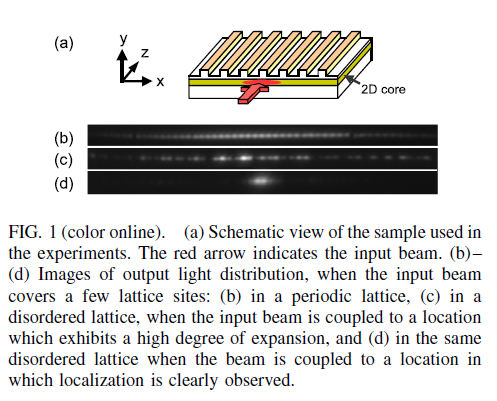 (a)
y
z
x
2D core
(b)
(c)
(d)
FIG. 1 (color online). (a) Schematic view of the sample used in
the experiments. The red arrow indicates the input beam. (b)–
(d) Images of output light distribution, when the input beam
covers a few lattice sites: (b) in a periodic lattice, (c) in a
disordered lattice, when the input beam is coupled to a location
which exhibits a high degree of expansion, and (d) in the same
disordered lattice when the beam is coupled to a location in
which localization is clearly observed.